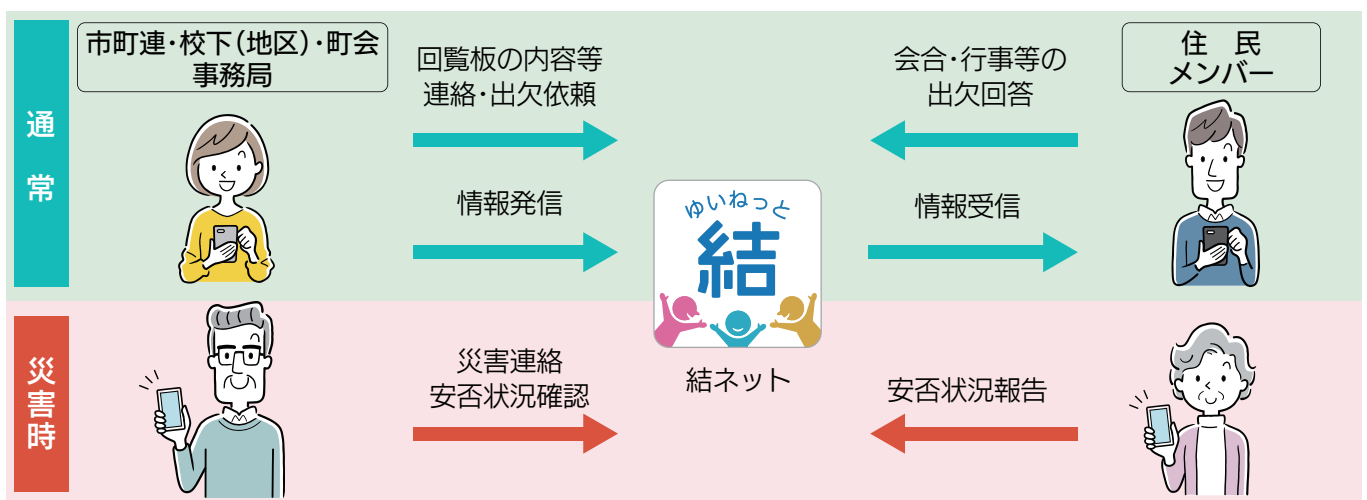 通常
市町連・校下(地区)・町会
事務局
回覧板の内容等
連絡・出欠依頼
会合・行事等の
出欠回答
住　民
メンバー
情報発信
ゆいねっと
結
情報受信
災害時
災害連絡
安否状況確認
結ネット
安否状況報告